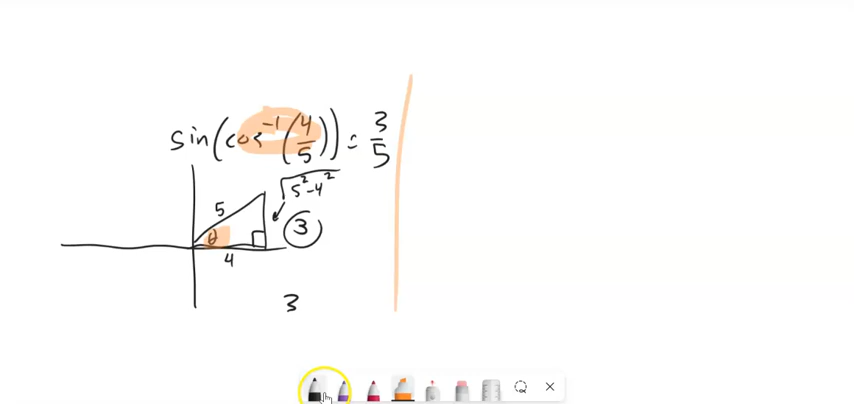 sin(cos⁻¹(4/5)) = 3/5
√5²-4²
5
3
θ
4
3